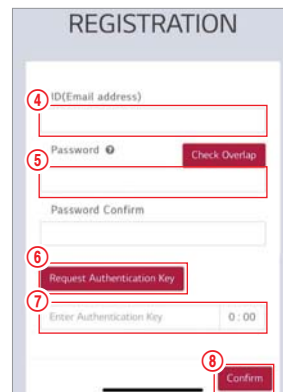 REGISTRATION
④ ID(Email address)
Password ?
Check Overlap
⑤
Password Confirm
⑥
Request Authentication Key
⑦
Enter Authentication Key 0 : 00
⑧
Confirm